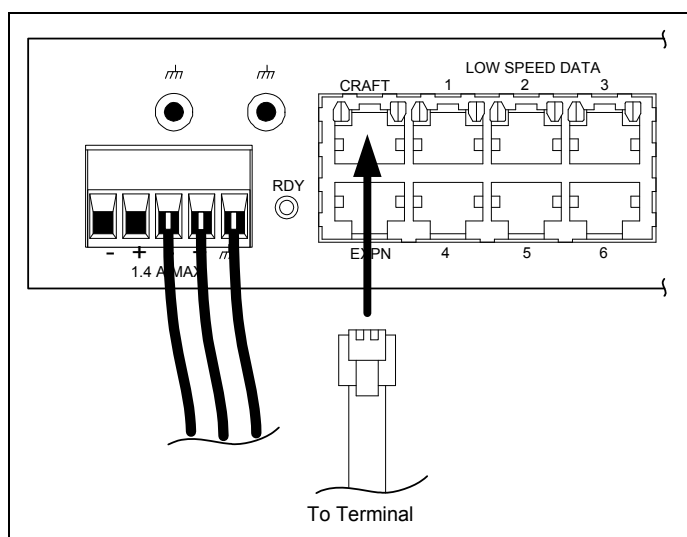 LOW SPEED DATA
CRAFT 1 2 3
RDY
- +
EXPN 4 5 6
1.4 A MAX
To Terminal